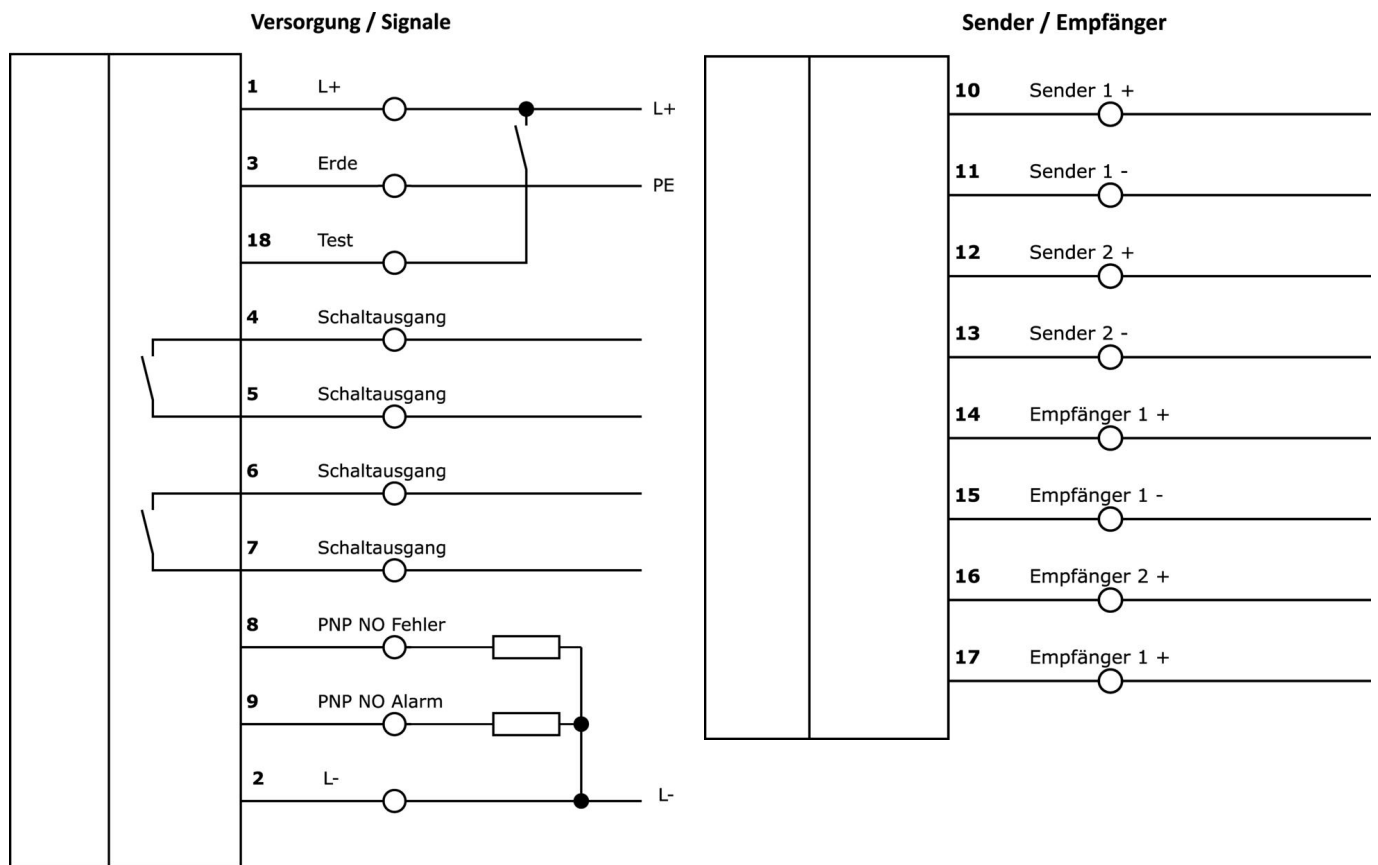 Versorgung / Signale
1 L+
L+
3 Erde
PE
18 Test
4 Schaltausgang
5 Schaltausgang
6 Schaltausgang
7 Schaltausgang
8 PNP NO Fehler
9 PNP NO Alarm
2 L-
L-
Sender / Empfänger
10 Sender 1 +
11 Sender 1 -
12 Sender 2 +
13 Sender 2 -
14 Empfänger 1 +
15 Empfänger 1 -
16 Empfänger 2 +
17 Empfänger 1 +